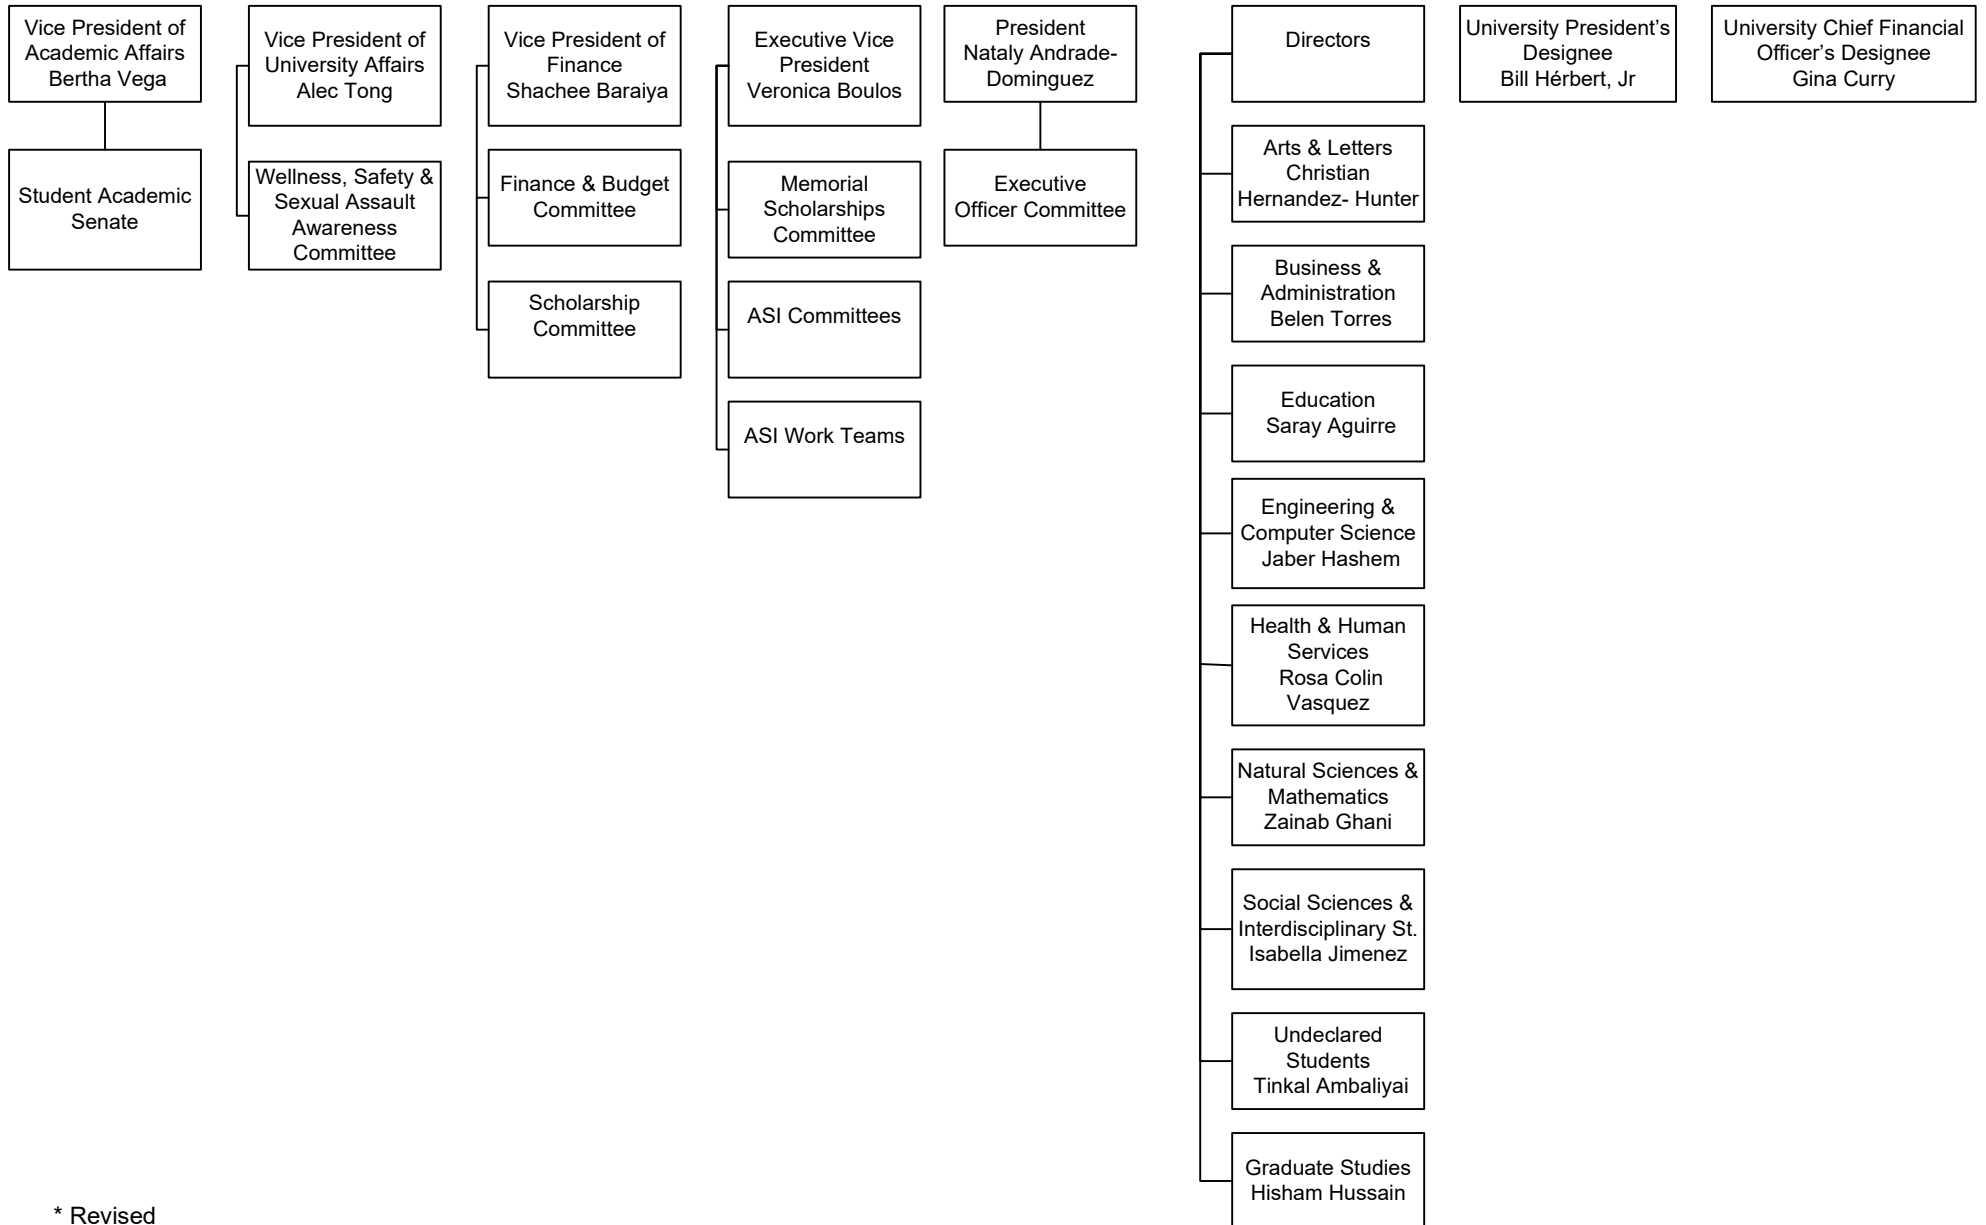 Vice President of
Academic Affairs
Bertha Vega
Student Academic
Senate
Vice President of
University Affairs
Alec Tong
Wellness, Safety &
Sexual Assault
Awareness
Committee
Vice President of
Finance
Shachee Baraiya
Finance & Budget
Committee
Scholarship
Committee
Executive Vice
President
Veronica Boulos
Memorial
Scholarships
Committee
ASI Committees
ASI Work Teams
President
Nataly Andrade-
Dominguez
Executive
Officer Committee
Directors
Arts & Letters
Christian
Hernandez- Hunter
Business &
Administration
Belen Torres
Education
Saray Aguirre
Engineering &
Computer Science
Jaber Hashem
Health & Human
Services
Rosa Colin
Vasquez
Natural Sciences &
Mathematics
Zainab Ghani
Social Sciences &
Interdisciplinary St.
Isabella Jimenez
Undeclared
Students
Tinkal Ambaliyai
Graduate Studies
Hisham Hussain
University President’s
Designee
Bill Hérbert, Jr
University Chief Financial
Officer’s Designee
Gina Curry
* Revised